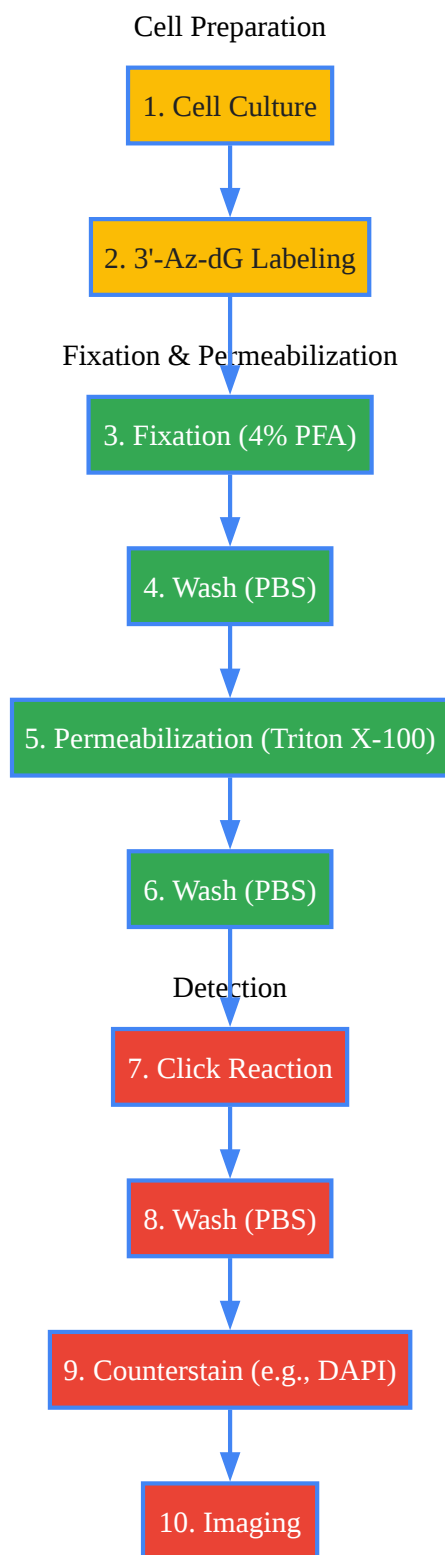 Cell Preparation
1. Cell Culture
2. 3'-Az-dG Labeling
Fixation & Permeabilization
3. Fixation (4% PFA)
4. Wash (PBS)
5. Permeabilization (Triton X-100)
6. Wash (PBS)
Detection
7. Click Reaction
8. Wash (PBS)
9. Counterstain (e.g., DAPI)
10. Imaging